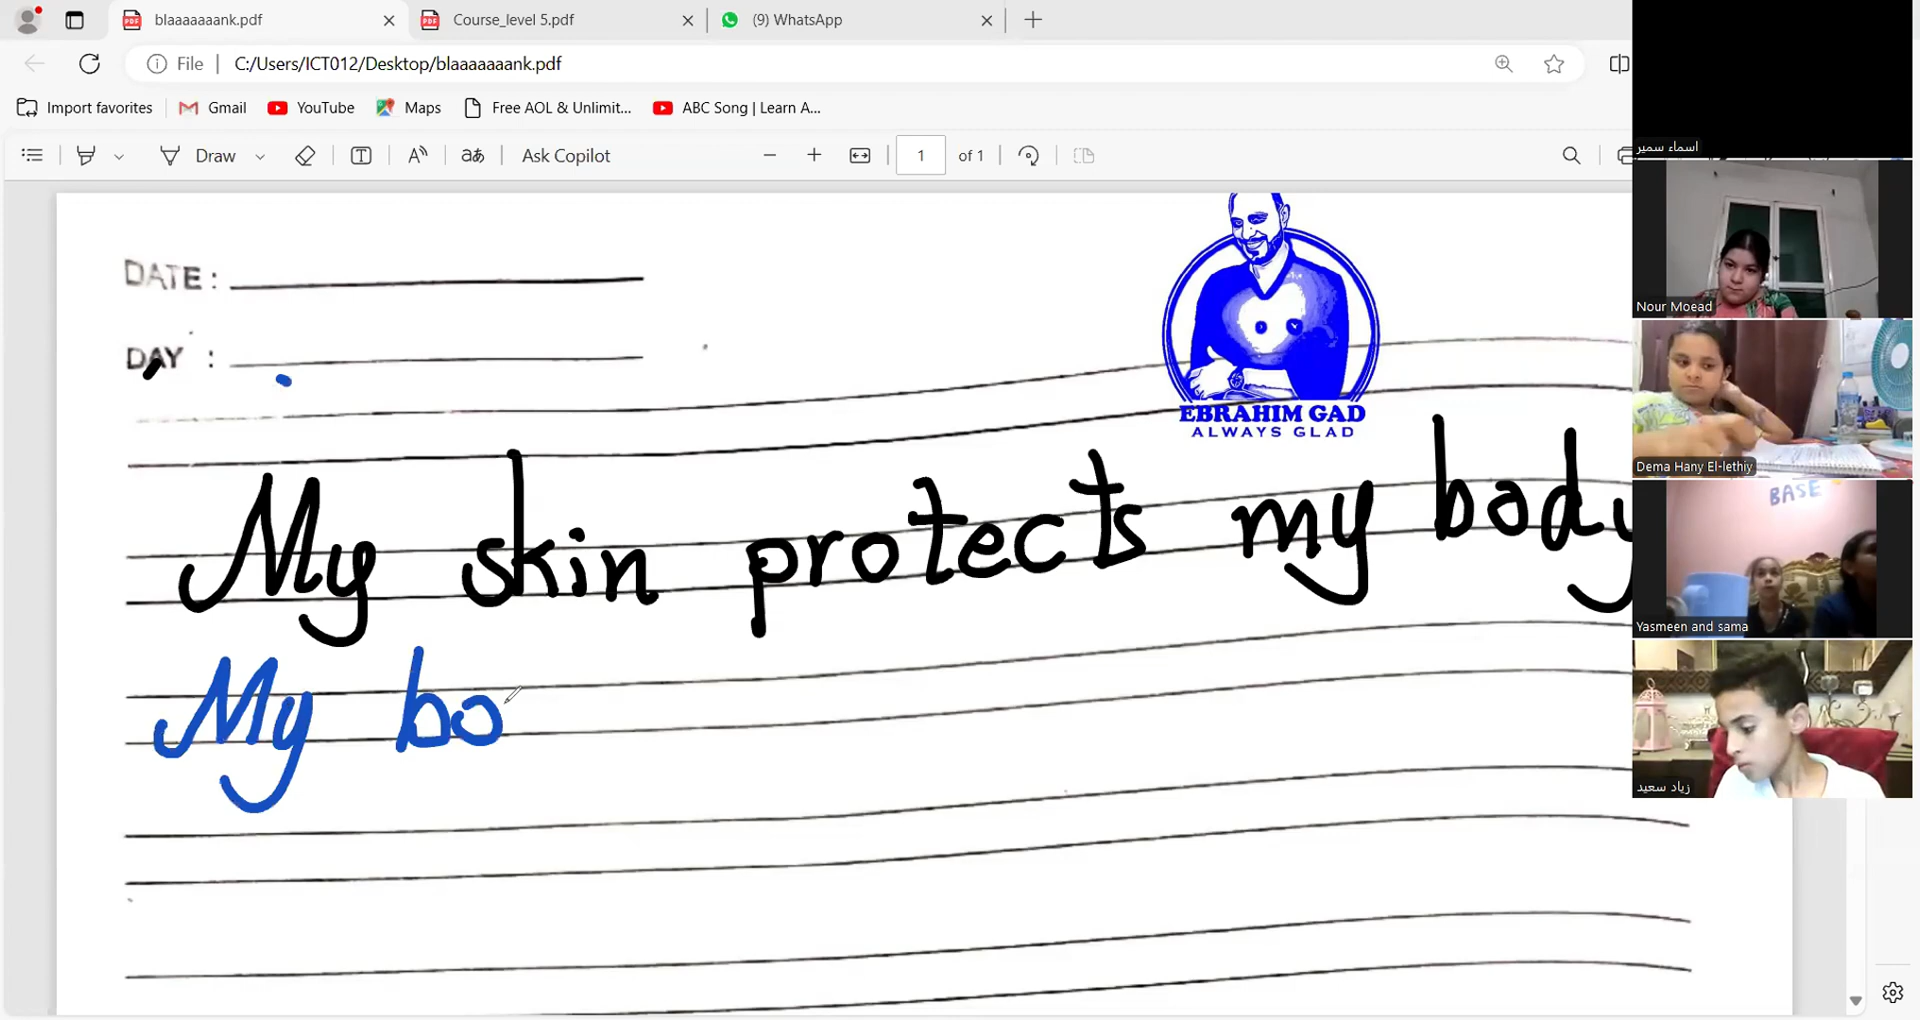 blaaaaaaank.pdf
Course_level 5.pdf
(9) WhatsApp
File
C:/Users/ICT012/Desktop/blaaaaaaank.pdf
Import favorites
Gmail
YouTube
Maps
Free AOL & Unlimit...
ABC Song | Learn A...
Draw
aあ
Ask Copilot
1
of 1
اسماء سمير
DATE :
DAY :
EBRAHIM GAD
ALWAYS GLAD
Nour Moead
Dema Hany El-lethiy
BASE
Yasmeen and sama
زياد سعيد
My skin protects my body
My bo